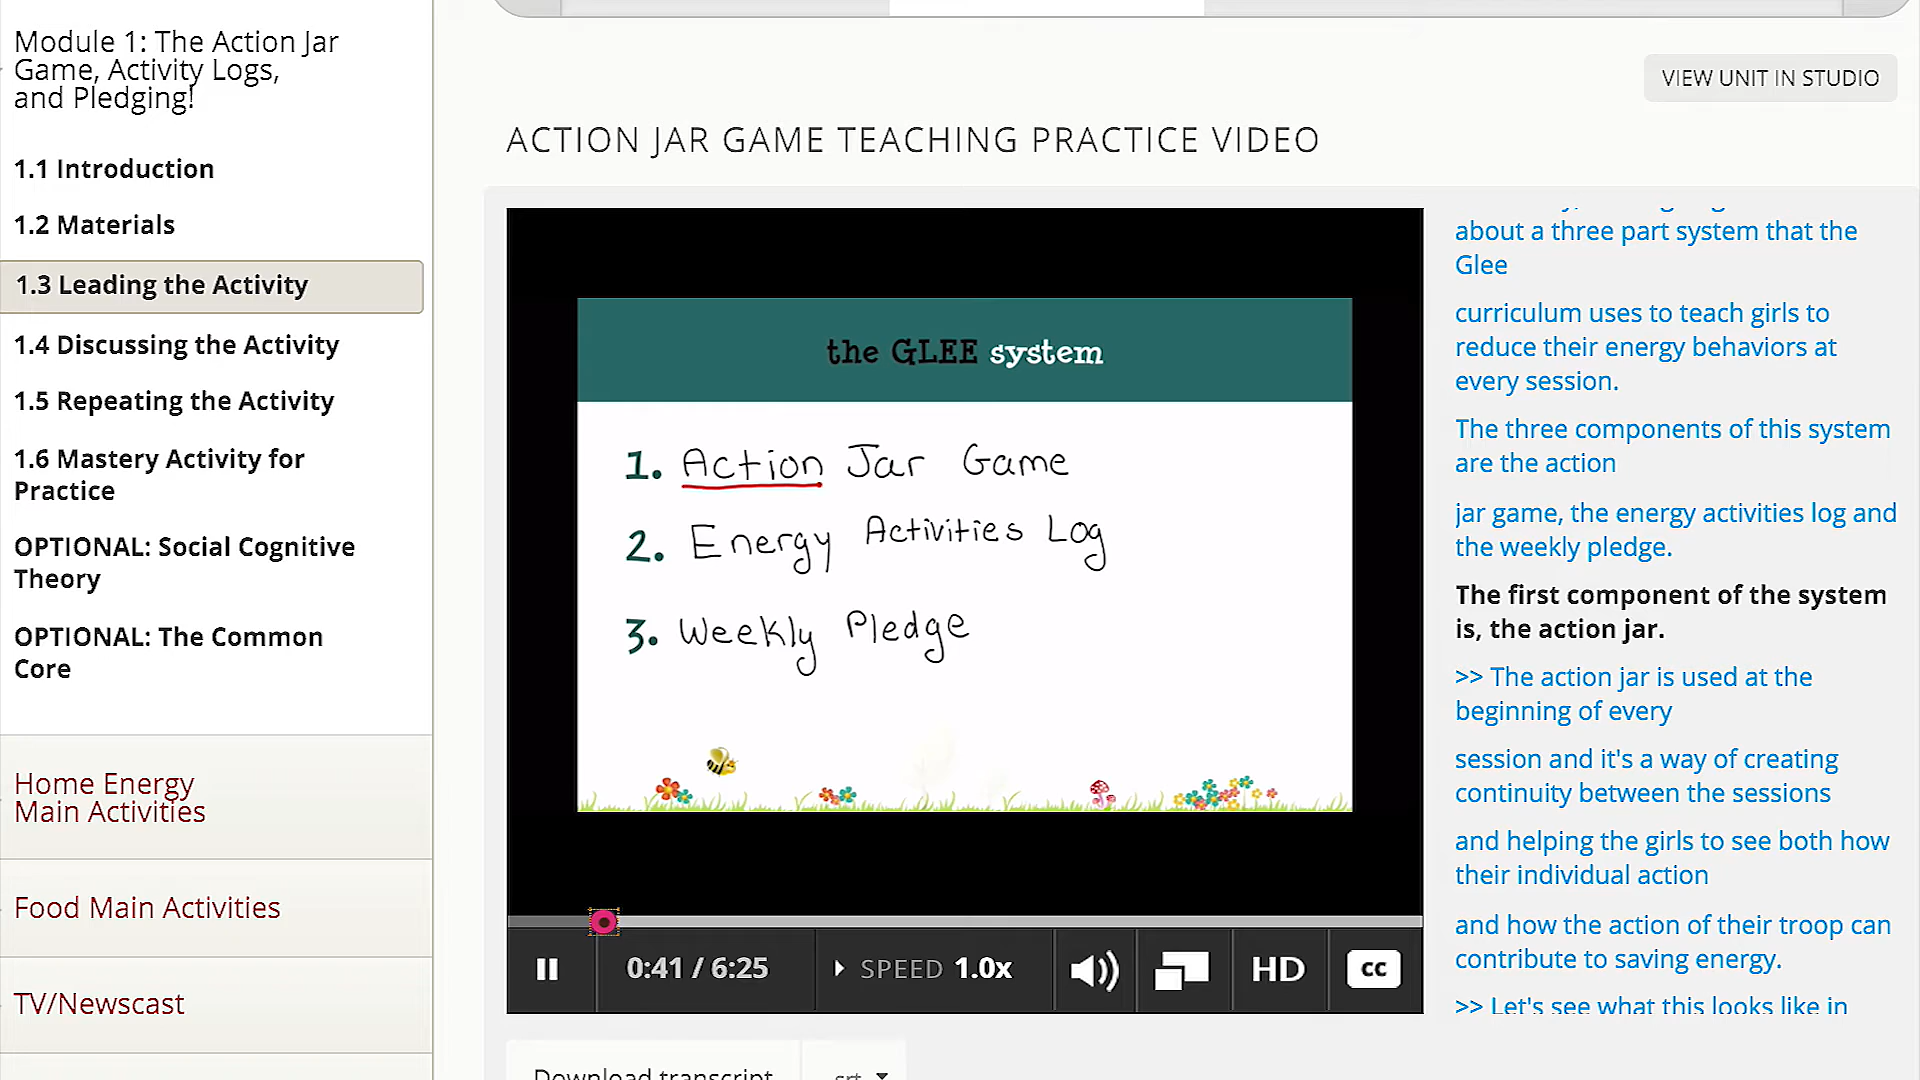 Module 1: The Action Jar
Game, Activity Logs,
and Pledging!
1.1 Introduction
1.2 Materials
1.3 Leading the Activity
1.4 Discussing the Activity
1.5 Repeating the Activity
1.6 Mastery Activity for
Practice
OPTIONAL: Social Cognitive
Theory
OPTIONAL: The Common
Core
Home Energy
Main Activities
Food Main Activities
TV/Newscast
VIEW UNIT IN STUDIO
ACTION JAR GAME TEACHING PRACTICE VIDEO
the GLEE system
1. Action Jar Game
2. Energy Activities Log
3. Weekly Pledge
0:41 / 6:25
SPEED 1.0x
HD
CC
about a three part system that the
Glee
curriculum uses to teach girls to
reduce their energy behaviors at
every session.
The three components of this system
are the action
jar game, the energy activities log and
the weekly pledge.
The first component of the system
is, the action jar.
>> The action jar is used at the
beginning of every
session and it's a way of creating
continuity between the sessions
and helping the girls to see both how
their individual action
and how the action of their troop can
contribute to saving energy.
>> Let's see what this looks like in
Download transcript
.srt